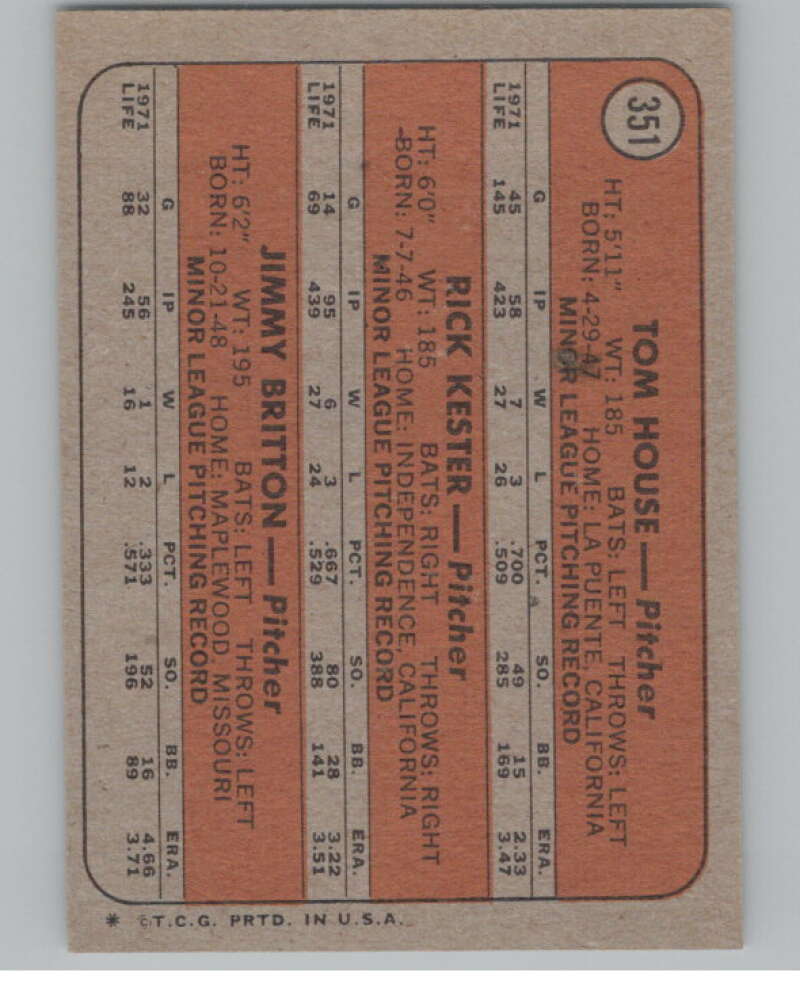 351
TOM HOUSE—Pitcher
HT: 5'11" WT: 185 BATS: LEFT THROWS: LEFT
BORN: 4-29-47 HOME: LA PUENTE, CALIFORNIA
MINOR LEAGUE PITCHING RECORD
G IP W L PCT. SO. BB. ERA.
1971 45 58 7 3 .700 49 15 2.33
LIFE 145 423 27 26 .509 285 169 3.47
RICK KESTER—Pitcher
HT: 6'0" WT: 185 BATS: RIGHT THROWS: RIGHT
BORN: 7-7-46 HOME: INDEPENDENCE, CALIFORNIA
MINOR LEAGUE PITCHING RECORD
G IP W L PCT. SO. BB. ERA.
1971 14 95 6 3 .667 80 28 3.22
LIFE 69 439 27 24 .529 388 141 3.51
JIMMY BRITTON—Pitcher
HT: 6'2" WT: 195 BATS: LEFT THROWS: LEFT
BORN: 10-21-48 HOME: MAPLEWOOD, MISSOURI
MINOR LEAGUE PITCHING RECORD
G IP W L PCT. SO. BB. ERA.
1971 32 56 1 2 .333 52 16 4.66
LIFE 88 245 16 12 .571 196 89 3.71
* ©T.C.G. PRTD. IN U.S.A.